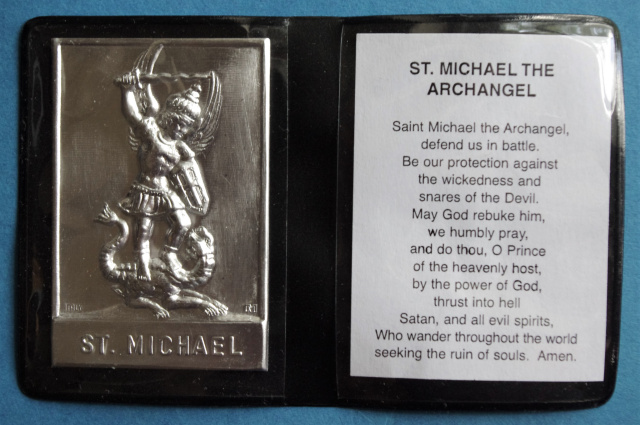 ST. MICHAEL
ST. MICHAEL THE
ARCHANGEL
Saint Michael the Archangel,
defend us in battle.
Be our protection against
the wickedness and
snares of the Devil.
May God rebuke him,
we humbly pray,
and do thou, O Prince
of the heavenly host,
by the power of God,
thrust into hell
Satan, and all evil spirits,
Who wander throughout the world
seeking the ruin of souls. Amen.